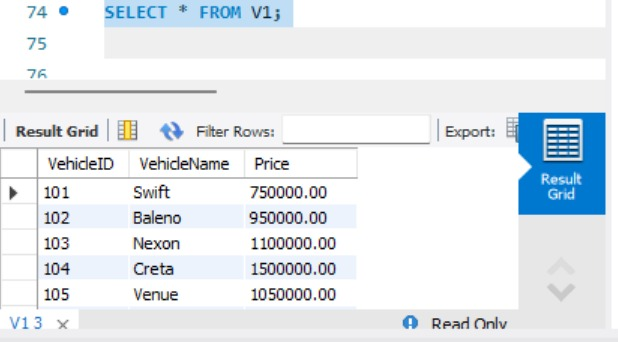 74 SELECT * FROM V1;
75
76
Result Grid Filter Rows: Export:
VehicleID VehicleName Price
101 Swift 750000.00
102 Baleno 950000.00
103 Nexon 1100000.00
104 Creta 1500000.00
105 Venue 1050000.00
Result
Grid
V1 3 × Read Only